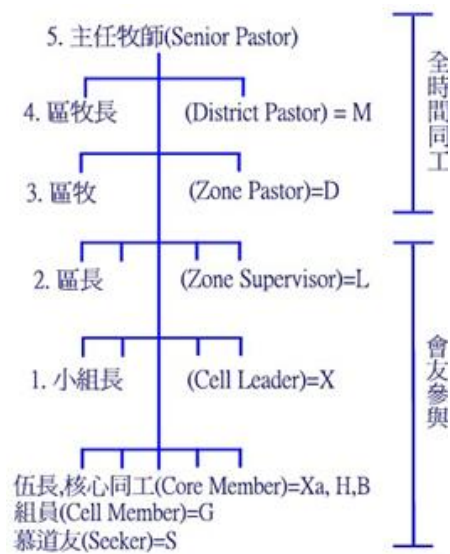 5. 主任牧師(Senior Pastor)
4. 區牧長 (District Pastor) = M
3. 區牧 (Zone Pastor)=D
全時間同工
2. 區長 (Zone Supervisor)=L
1. 小組長 (Cell Leader)=X
伍長,核心同工(Core Member)=Xa, H,B
組員(Cell Member)=G
慕道友(Seeker)=S
會友參與